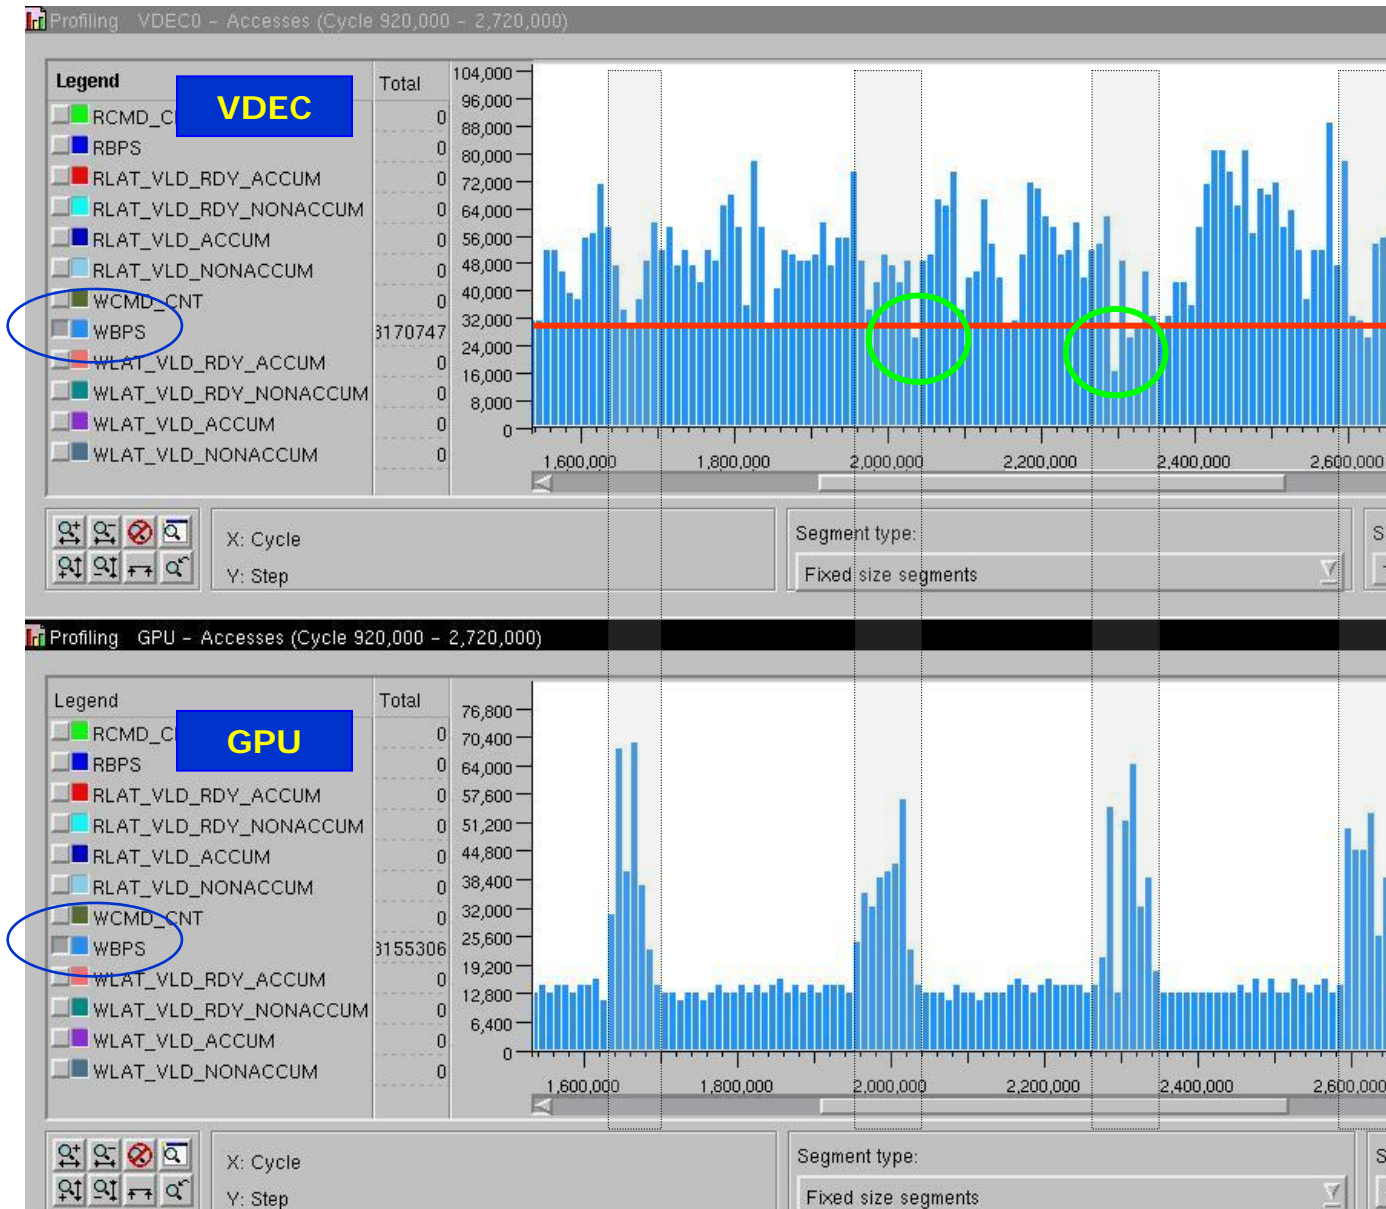 Profiling VDEC0 – Accesses (Cycle 920,000 – 2,720,000)
Legend
Total
VDEC
RCMD_C 0
RBPS 0
RLAT_VLD_RDY_ACCUM 0
RLAT_VLD_RDY_NONACCUM 0
RLAT_VLD_ACCUM 0
RLAT_VLD_NONACCUM 0
WCMD_CNT 0
WBPS 3170747
WLAT_VLD_RDY_ACCUM 0
WLAT_VLD_RDY_NONACCUM 0
WLAT_VLD_ACCUM 0
WLAT_VLD_NONACCUM 0
104,000
96,000
88,000
80,000
72,000
64,000
56,000
48,000
40,000
32,000
24,000
16,000
8,000
0
1,600,000 1,800,000 2,000,000 2,200,000 2,400,000 2,600,000
X: Cycle
Y: Step
Segment type:
Fixed size segments
S
Profiling GPU – Accesses (Cycle 920,000 – 2,720,000)
Legend
Total
GPU
RCMD_C 0
RBPS 0
RLAT_VLD_RDY_ACCUM 0
RLAT_VLD_RDY_NONACCUM 0
RLAT_VLD_ACCUM 0
RLAT_VLD_NONACCUM 0
WCMD_CNT 0
WBPS 3155306
WLAT_VLD_RDY_ACCUM 0
WLAT_VLD_RDY_NONACCUM 0
WLAT_VLD_ACCUM 0
WLAT_VLD_NONACCUM 0
76,800
70,400
64,000
57,600
51,200
44,800
38,400
32,000
25,600
19,200
12,800
6,400
0
1,600,000 1,800,000 2,000,000 2,200,000 2,400,000 2,600,000
X: Cycle
Y: Step
Segment type:
Fixed size segments
S